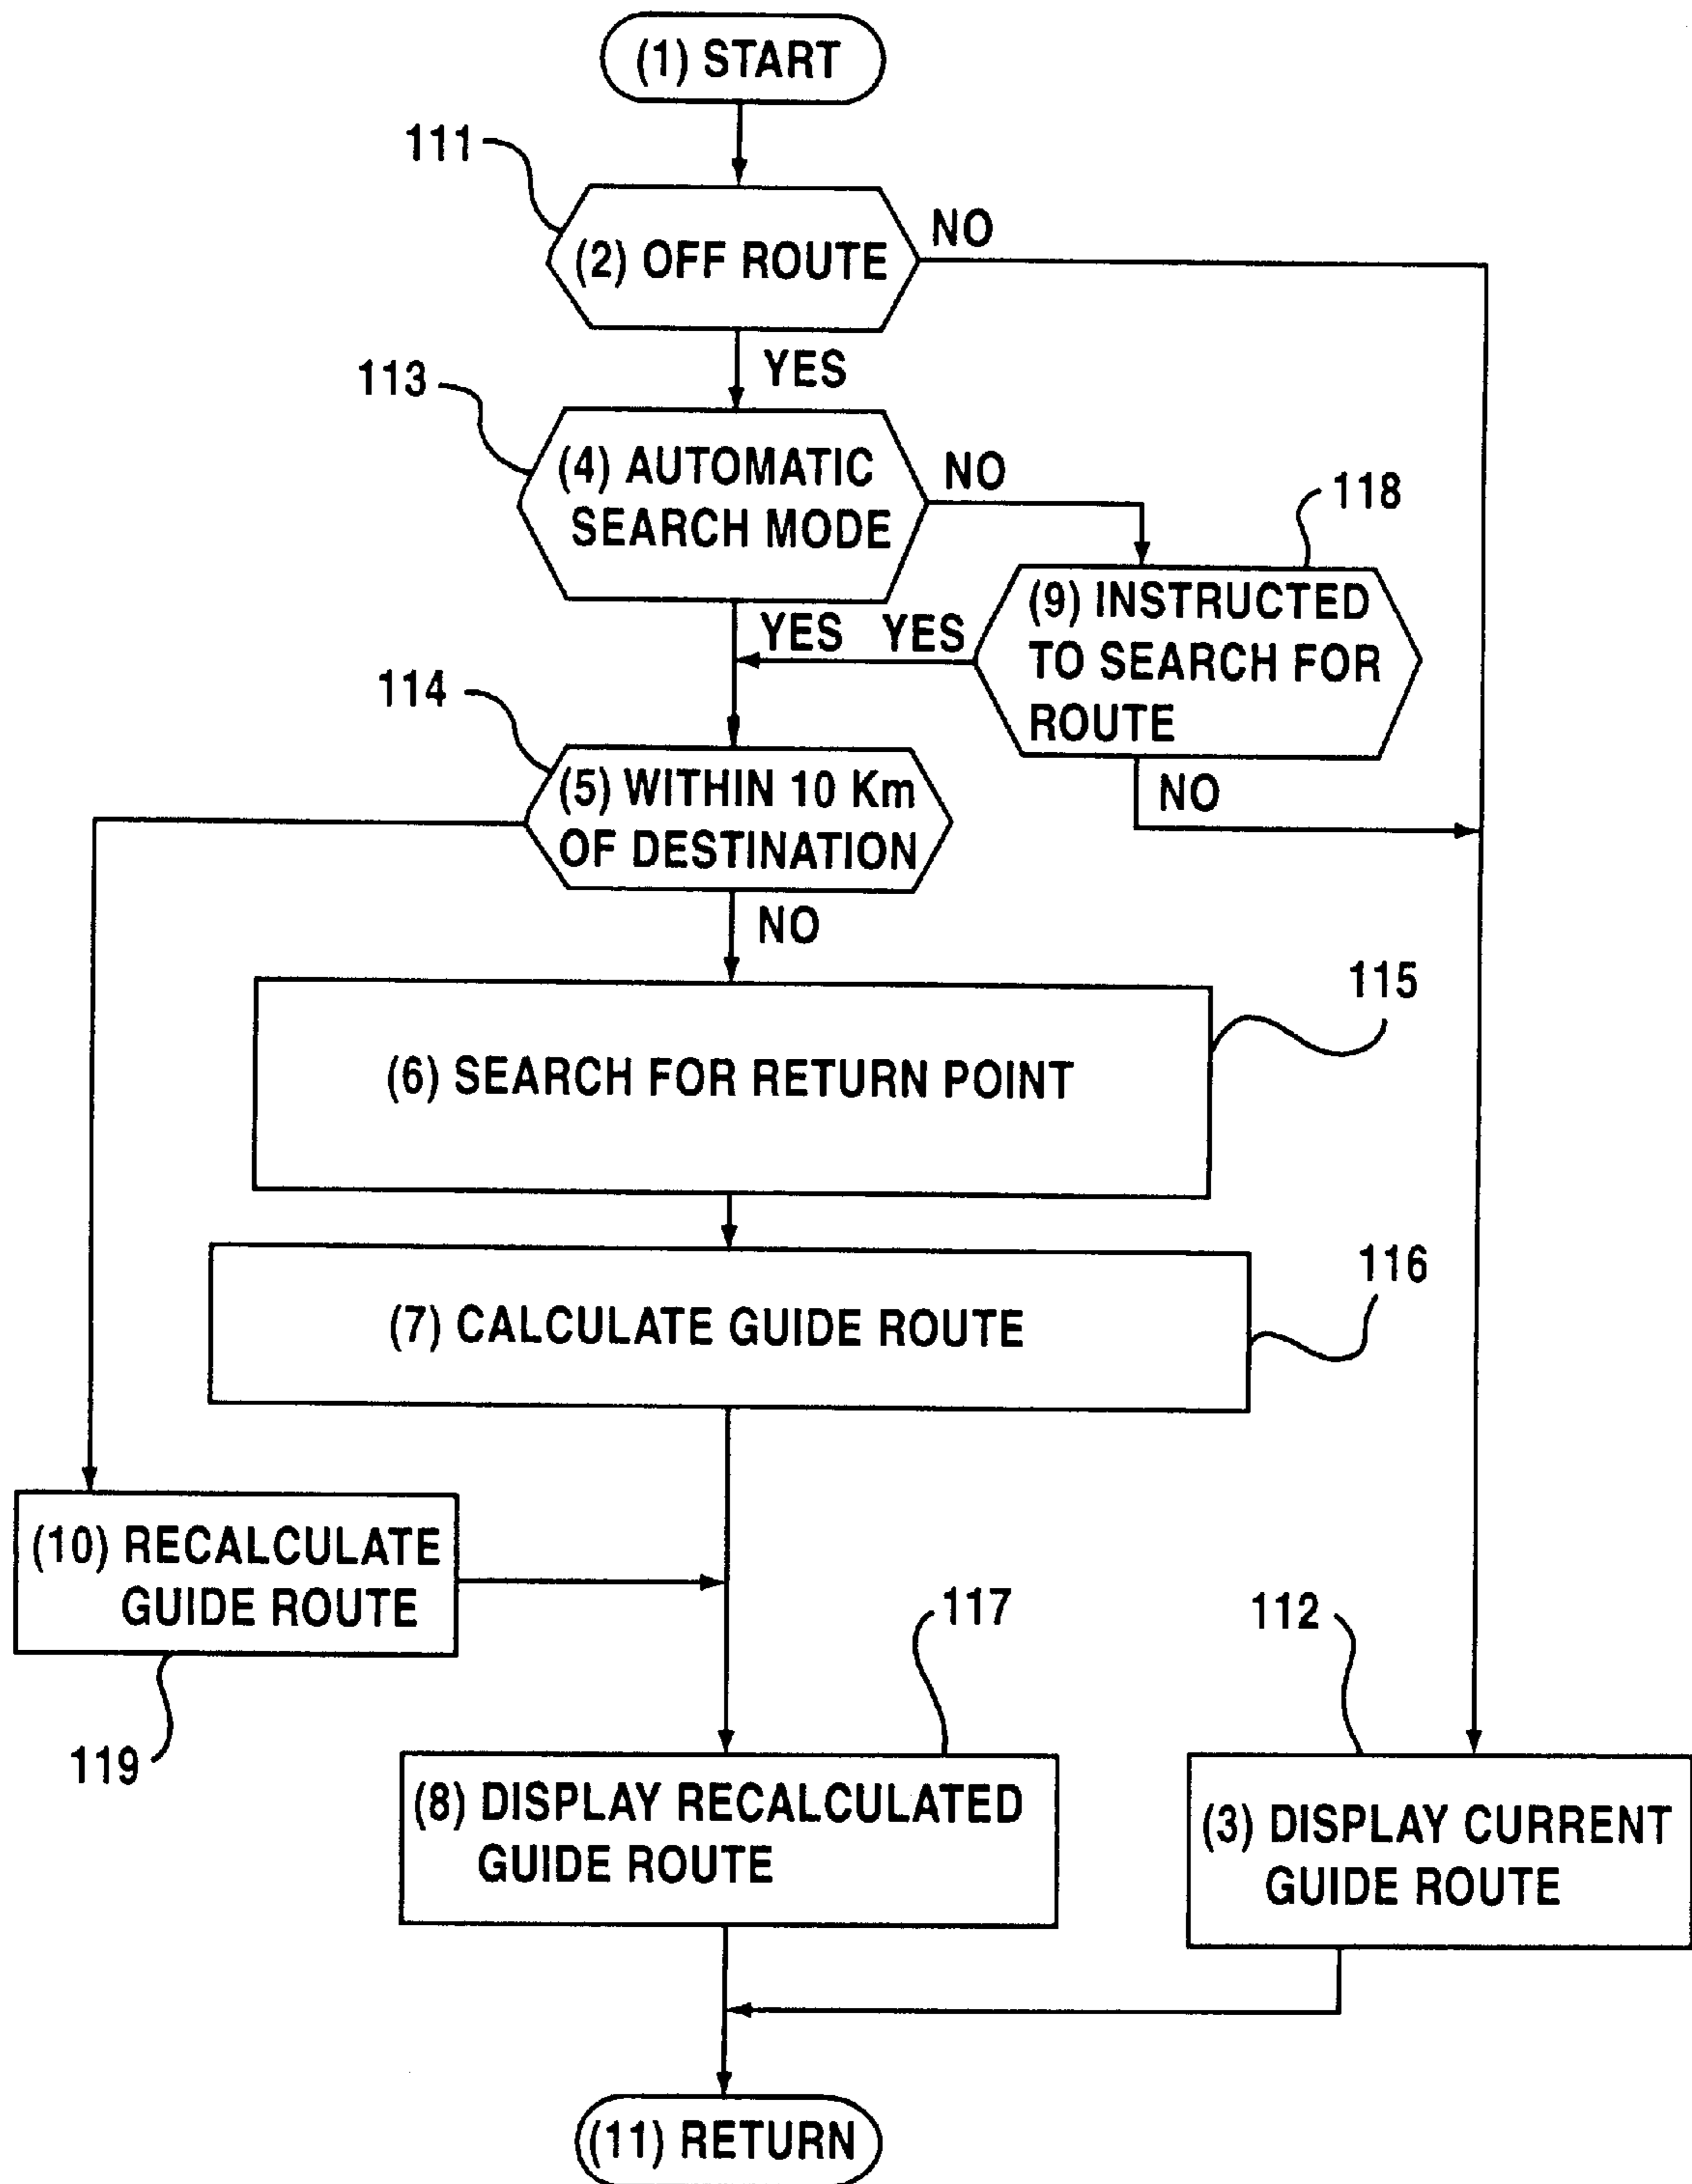 (1) START
111
(2) OFF ROUTE
NO
YES
113
(4) AUTOMATIC
SEARCH MODE
NO
118
(9) INSTRUCTED
TO SEARCH FOR
ROUTE
YES
YES
NO
114
(5) WITHIN 10 Km
OF DESTINATION
NO
115
(6) SEARCH FOR RETURN POINT
116
(7) CALCULATE GUIDE ROUTE
(10) RECALCULATE
GUIDE ROUTE
119
117
(8) DISPLAY RECALCULATED
GUIDE ROUTE
112
(3) DISPLAY CURRENT
GUIDE ROUTE
(11) RETURN